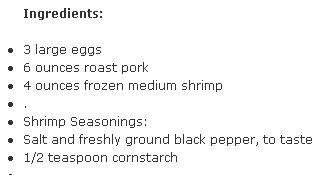 Ingredients:
• 3 large eggs
• 6 ounces roast pork
• 4 ounces frozen medium shrimp
• .
• Shrimp Seasonings:
• Salt and freshly ground black pepper, to taste
• 1/2 teaspoon cornstarch